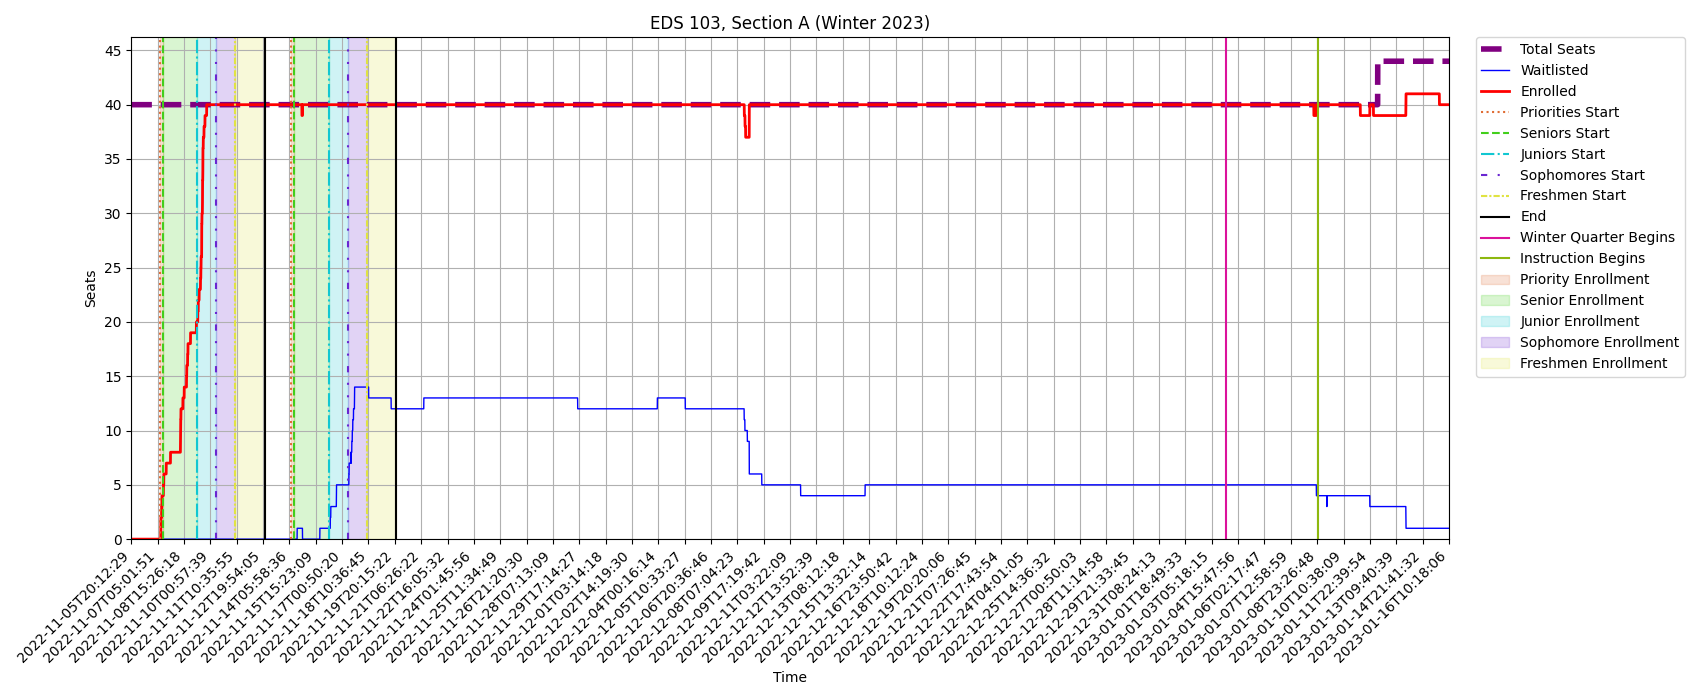 EDS 103, Section A (Winter 2023)
45
40
35
30
25
20
15
10
5
0
Seats
2022-11-05T20:12:29
2022-11-07T05:01:51
2022-11-08T15:26:18
2022-11-10T00:57:39
2022-11-11T10:35:55
2022-11-12T19:54:05
2022-11-14T05:58:36
2022-11-15T15:23:09
2022-11-17T00:50:20
2022-11-18T10:36:45
2022-11-19T20:15:22
2022-11-21T06:26:22
2022-11-22T16:05:32
2022-11-24T01:45:56
2022-11-25T11:34:49
2022-11-26T21:20:30
2022-11-28T07:13:09
2022-11-29T17:14:27
2022-12-01T03:14:18
2022-12-02T14:19:30
2022-12-04T00:16:14
2022-12-05T10:33:27
2022-12-06T20:36:46
2022-12-08T07:04:23
2022-12-09T17:19:42
2022-12-11T03:22:09
2022-12-12T13:52:39
2022-12-13T08:12:18
2022-12-15T13:32:14
2022-12-16T23:50:42
2022-12-18T10:12:24
2022-12-19T20:20:06
2022-12-21T07:26:45
2022-12-22T17:43:54
2022-12-24T04:01:05
2022-12-25T14:36:32
2022-12-27T00:50:03
2022-12-28T11:14:58
2022-12-29T21:33:45
2022-12-31T08:24:13
2023-01-01T18:49:33
2023-01-03T05:18:15
2023-01-04T15:47:56
2023-01-06T02:17:47
2023-01-07T12:58:59
2023-01-08T23:26:48
2023-01-10T10:38:09
2023-01-11T22:39:54
2023-01-13T09:40:39
2023-01-14T21:41:32
2023-01-16T10:18:06
Time
Total Seats
Waitlisted
Enrolled
Priorities Start
Seniors Start
Juniors Start
Sophomores Start
Freshmen Start
End
Winter Quarter Begins
Instruction Begins
Priority Enrollment
Senior Enrollment
Junior Enrollment
Sophomore Enrollment
Freshmen Enrollment